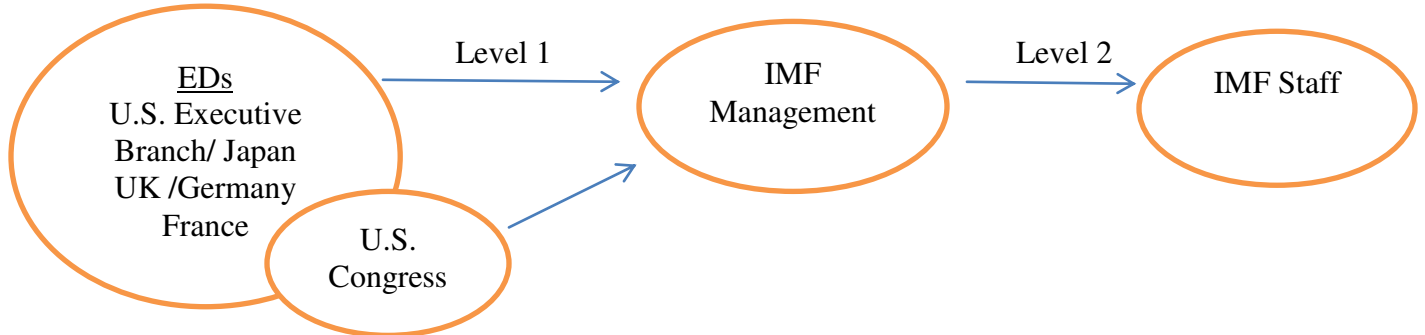 EDs
U.S. Executive
Branch/ Japan
UK /Germany
France
U.S.
Congress
Level 1
IMF
Management
Level 2
IMF Staff